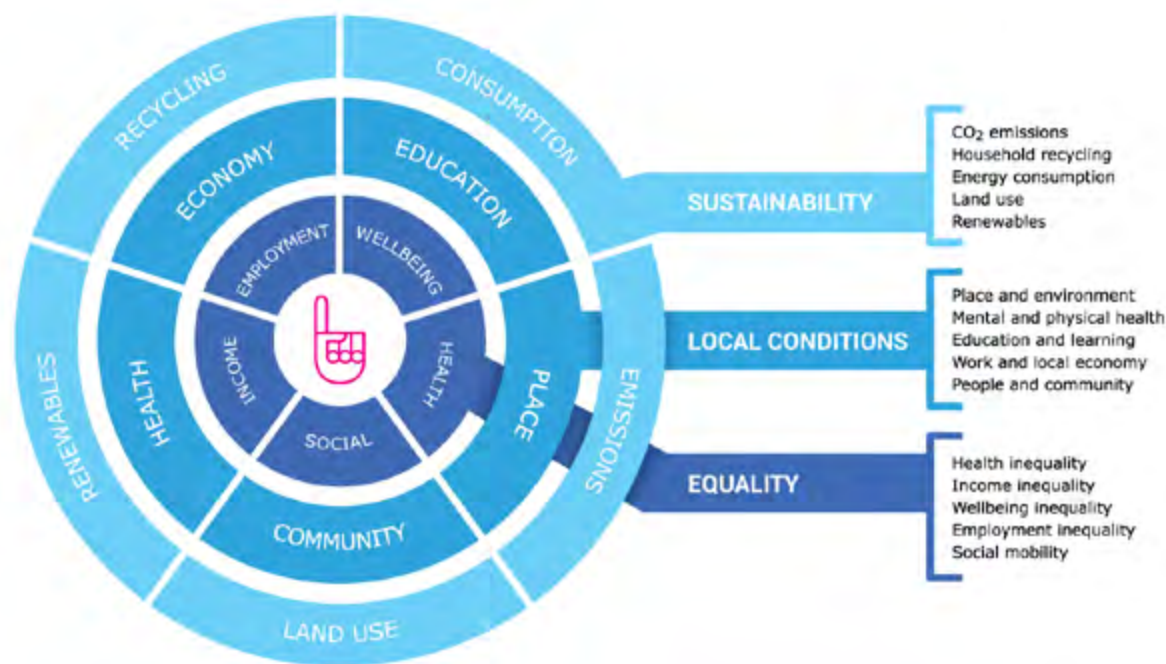 RECYCLING
CONSUMPTION
ECONOMY
EDUCATION
EMPLOYMENT
WELLBEING
INCOME
HEALTH
SOCIAL
HEALTH
PLACE
COMMUNITY
RENEWABLES
EMISSIONS
LAND USE
SUSTAINABILITY
CO₂ emissions
Household recycling
Energy consumption
Land use
Renewables
LOCAL CONDITIONS
Place and environment
Mental and physical health
Education and learning
Work and local economy
People and community
EQUALITY
Health inequality
Income inequality
Wellbeing inequality
Employment inequality
Social mobility